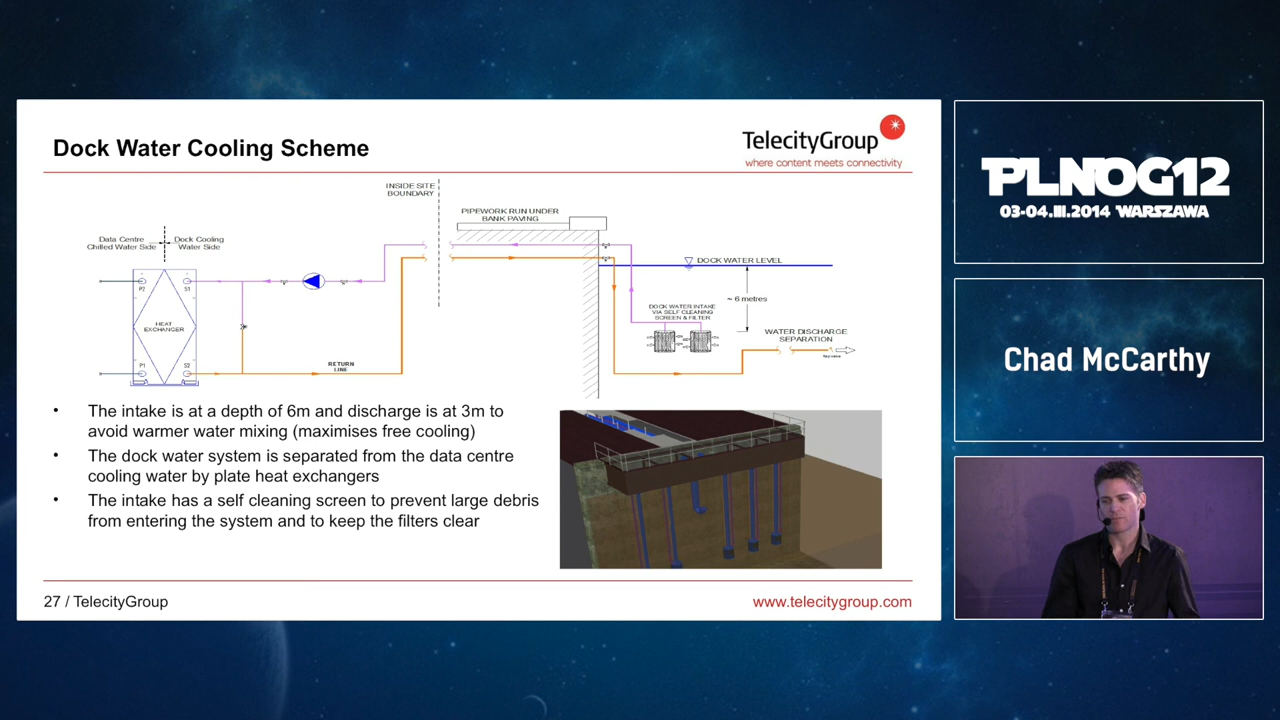 Dock Water Cooling Scheme
TelecityGroup
where content meets connectivity
INSIDE SITE
BOUNDARY
PIPEWORK RUN UNDER
BANK PAVING
Data Centre
Chilled Water Side
Dock Cooling
Water Side
DOCK WATER LEVEL
P2
S1
~ 6 metres
HEAT
EXCHANGER
DOCK WATER INTAKE
VIA SELF CLEANING
SCREEN & FILTER
WATER DISCHARGE
SEPARATION
P1
S2
RETURN
LINE
• The intake is at a depth of 6m and discharge is at 3m to
avoid warmer water mixing (maximises free cooling)
• The dock water system is separated from the data centre
cooling water by plate heat exchangers
• The intake has a self cleaning screen to prevent large debris
from entering the system and to keep the filters clear
27 / TelecityGroup
www.telecitygroup.com
PLNOG12
03-04.III.2014 WARSZAWA
Chad McCarthy